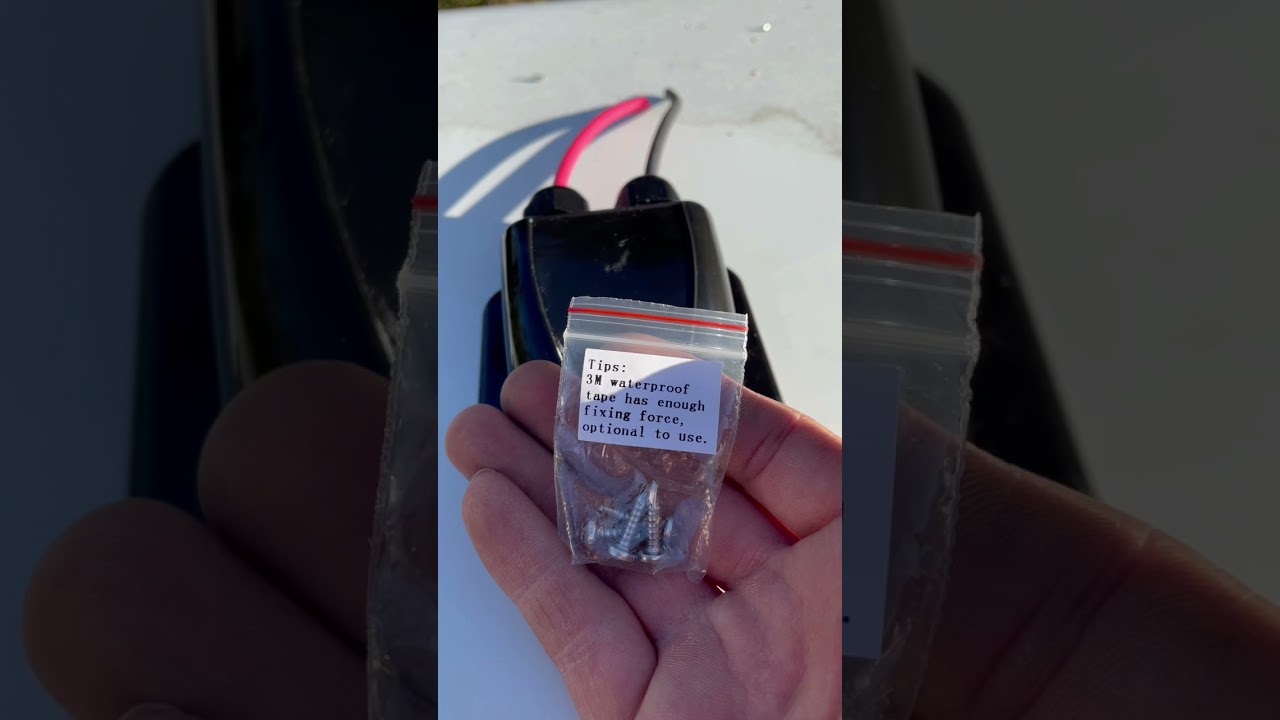 Tips:
3M waterproof
tape has enough
fixing force,
optional to use.